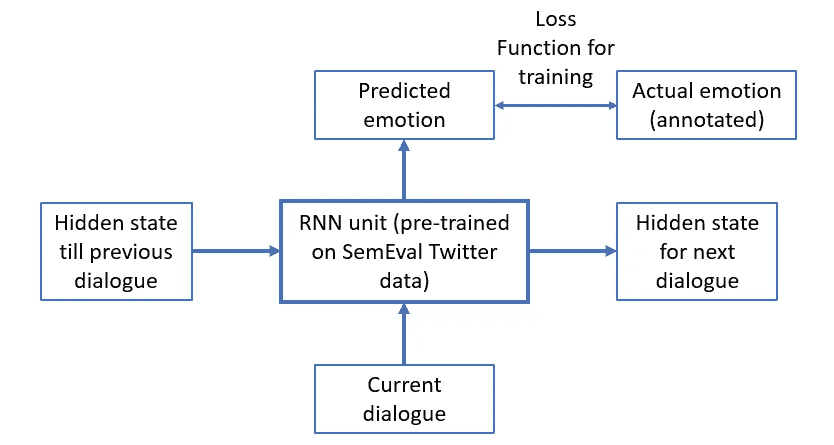 Loss
Function for
training
Predicted
emotion
Actual emotion
(annotated)
Hidden state
till previous
dialogue
RNN unit (pre-trained
on SemEval Twitter
data)
Hidden state
for next
dialogue
Current
dialogue